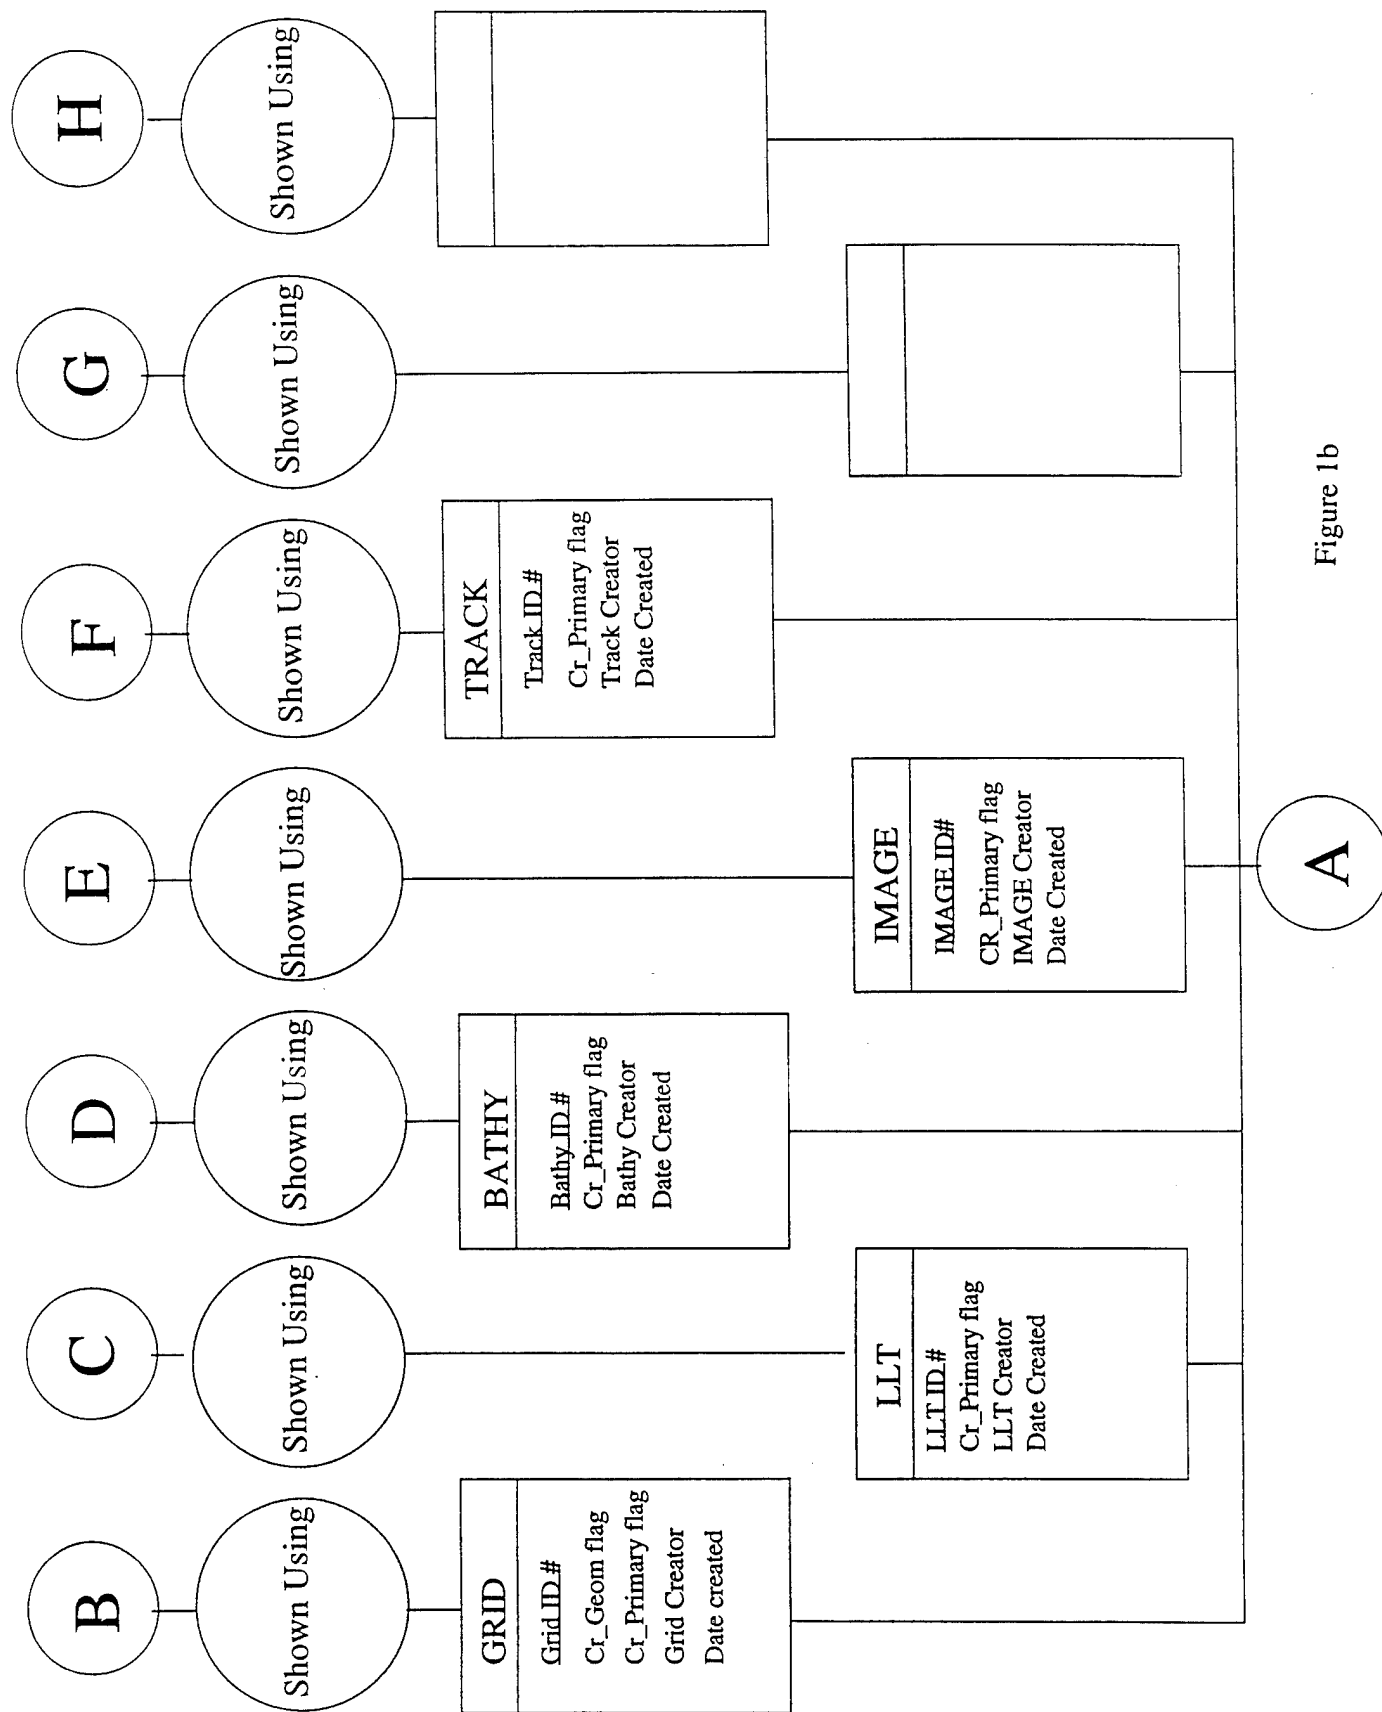 B
C
D
E
F
G
H
Shown Using
Shown Using
Shown Using
Shown Using
Shown Using
Shown Using
Shown Using
GRID
Grid ID #
Cr_Geom flag
Cr_Primary flag
Grid Creator
Date created
BATHY
Bathy ID #
Cr_Primary flag
Bathy Creator
Date Created
TRACK
Track ID #
Cr_Primary flag
Track Creator
Date Created
LLT
LLT ID #
Cr_Primary flag
LLT Creator
Date Created
IMAGE
IMAGE ID#
CR_Primary flag
IMAGE Creator
Date Created
A
Figure 1b